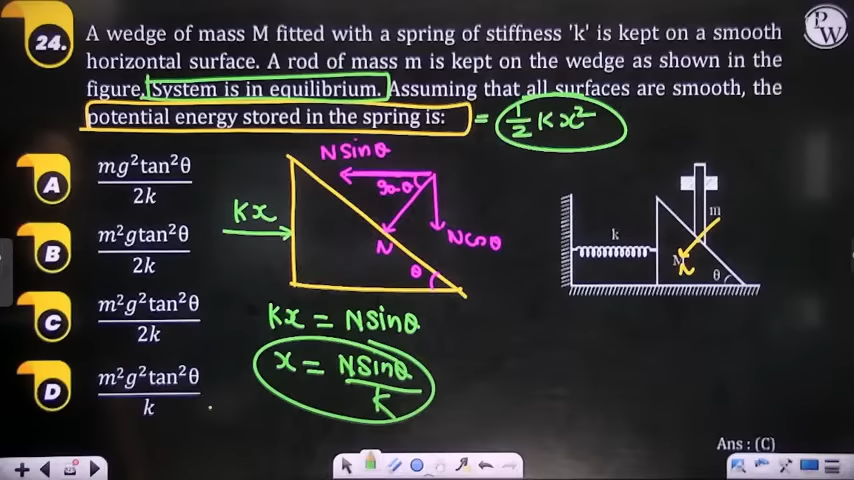 24.
A wedge of mass M fitted with a spring of stiffness 'k' is kept on a smooth
horizontal surface. A rod of mass m is kept on the wedge as shown in the
figure, System is in equilibrium. Assuming that all surfaces are smooth, the
potential energy stored in the spring is: = 1/2 Kx²
A mg²tan²θ/2k
B m²gtan²θ/2k
C m²g²tan²θ/2k
D m²g²tan²θ/k
N sinθ
90-θ
Kx
N
N cosθ
θ
Kx = N sinθ
x = N sinθ/k
k
m
M
N
θ
Ans : (C)
PW